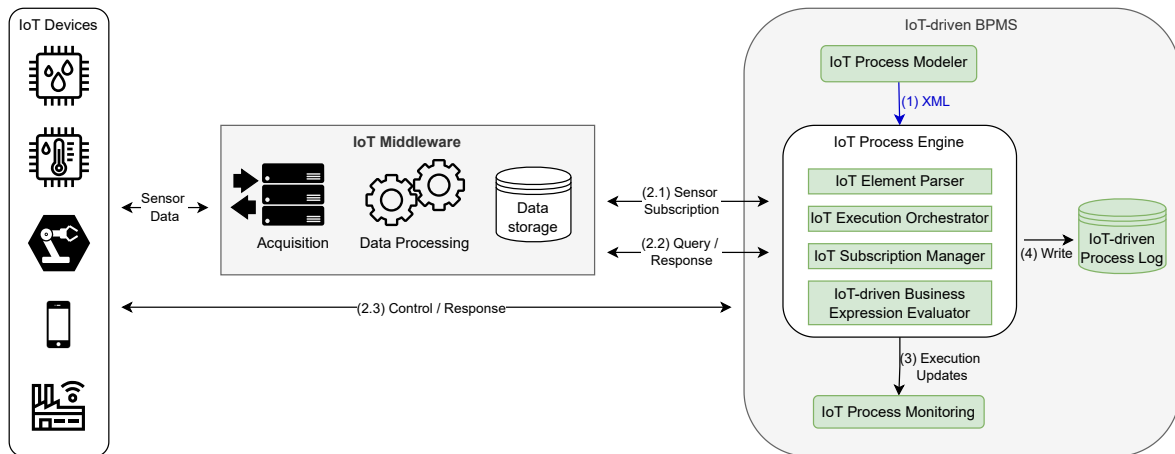 IoT Devices
Sensor
Data
IoT Middleware
Acquisition
Data Processing
Data
storage
(2.1) Sensor
Subscription
(2.2) Query /
Response
(2.3) Control / Response
IoT-driven BPMS
IoT Process Modeler
(1) XML
IoT Process Engine
IoT Element Parser
IoT Execution Orchestrator
IoT Subscription Manager
IoT-driven Business
Expression Evaluator
(4) Write
IoT-driven
Process Log
(3) Execution
Updates
IoT Process Monitoring